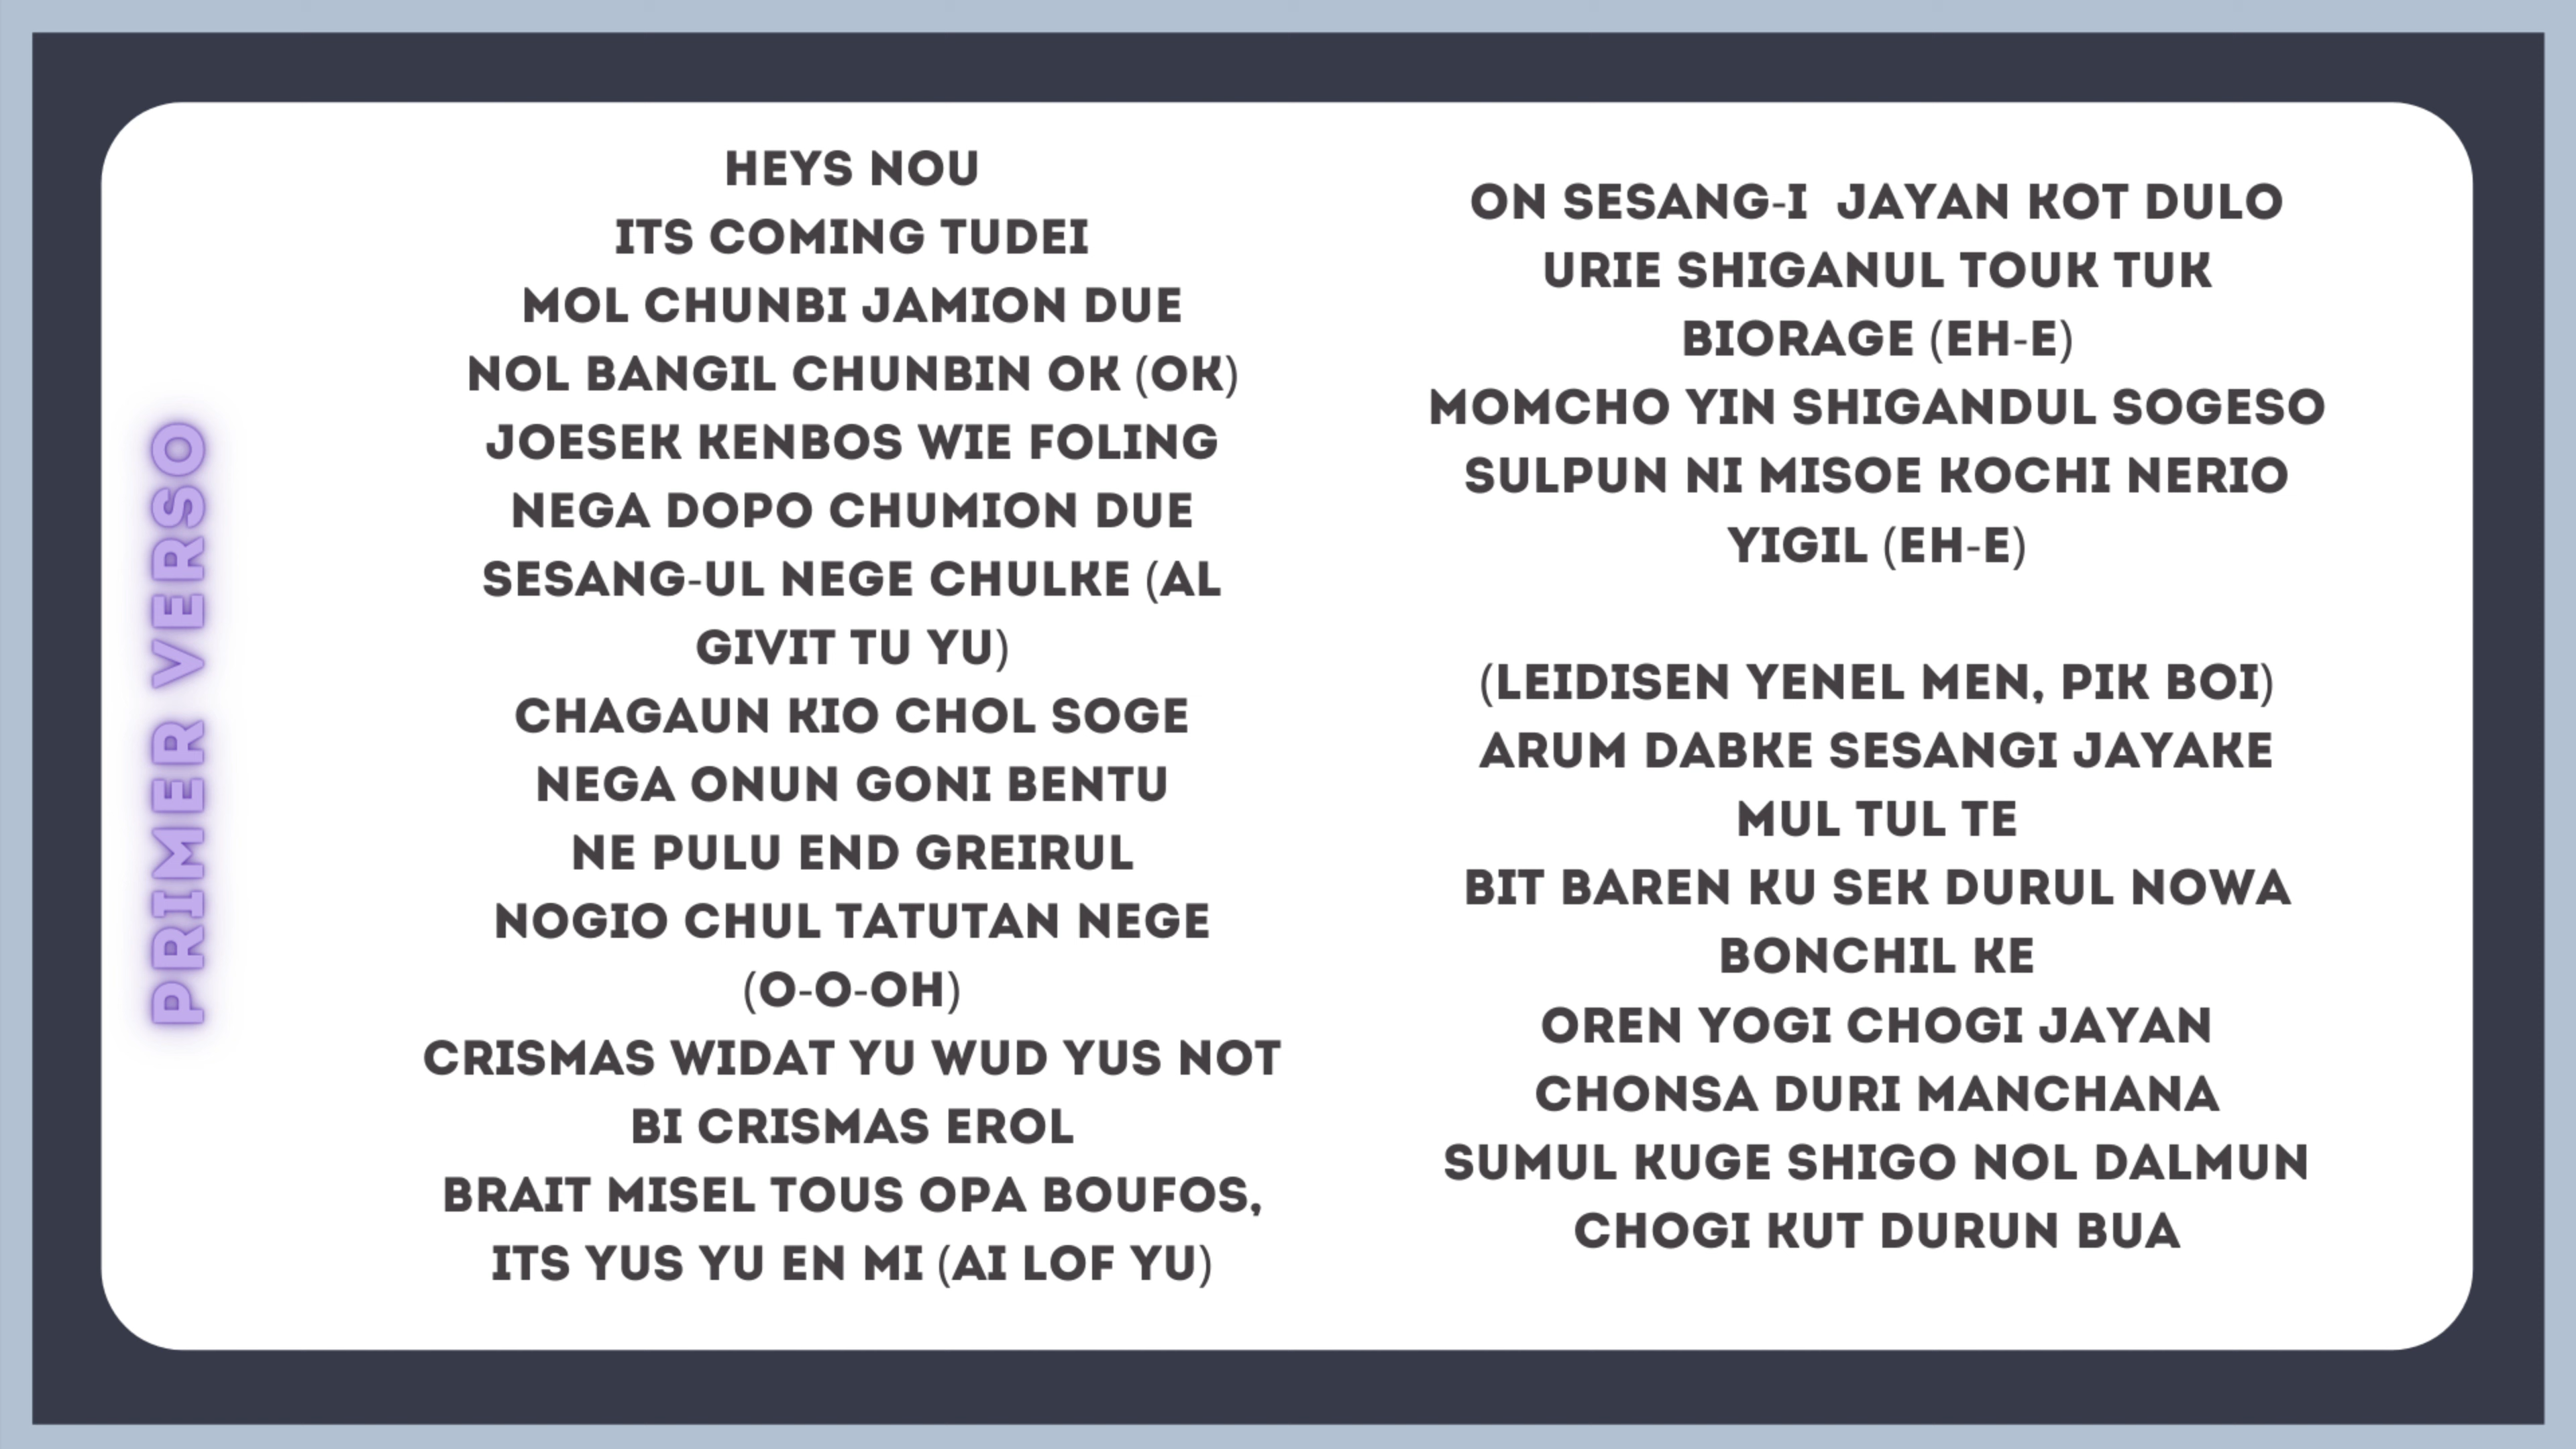 PRIMER VERSO
HEYS NOU
ITS COMING TUDEI
MOL CHUNBI JAMION DUE
NOL BANGIL CHUNBIN OK (OK)
JOESEK KENBOS WIE FOLING
NEGA DOPO CHUMION DUE
SESANG-UL NEGE CHULKE (AL
GIVIT TU YU)
CHAGAUN KIO CHOL SOGE
NEGA ONUN GONI BENTU
NE PULU END GREIRUL
NOGIO CHUL TATUTAN NEGE
(O-O-OH)
CRISMAS WIDAT YU WUD YUS NOT
BI CRISMAS EROL
BRAIT MISEL TOUS OPA BOUFOS,
ITS YUS YU EN MI (AI LOF YU)
ON SESANG-I JAYAN KOT DULO
URIE SHIGANUL TOUK TUK
BIORAGE (EH-E)
MOMCHO YIN SHIGANDUL SOGESO
SULPUN NI MISOE KOCHI NERIO
YIGIL (EH-E)
(LEIDISEN YENEL MEN, PIK BOI)
ARUM DABKE SESANGI JAYAKE
MUL TUL TE
BIT BAREN KU SEK DURUL NOWA
BONCHIL KE
OREN YOGI CHOGI JAYAN
CHONSA DURI MANCHANA
SUMUL KUGE SHIGO NOL DALMUN
CHOGI KUT DURUN BUA